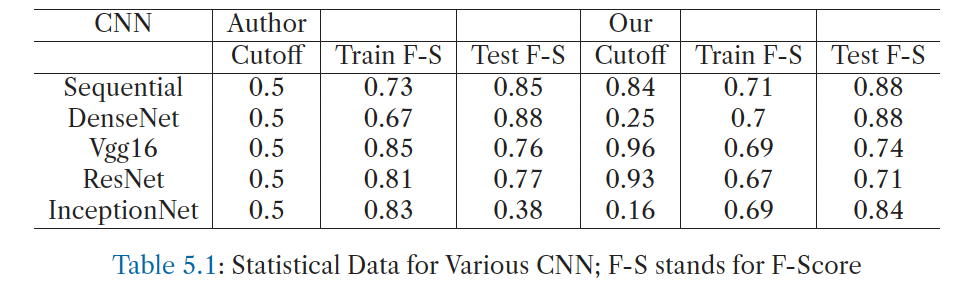 CNN Author Our
Cutoff Train F-S Test F-S Cutoff Train F-S Test F-S
Sequential 0.5 0.73 0.85 0.84 0.71 0.88
DenseNet 0.5 0.67 0.88 0.25 0.7 0.88
Vgg16 0.5 0.85 0.76 0.96 0.69 0.74
ResNet 0.5 0.81 0.77 0.93 0.67 0.71
InceptionNet 0.5 0.83 0.38 0.16 0.69 0.84
Table 5.1: Statistical Data for Various CNN; F-S stands for F-Score